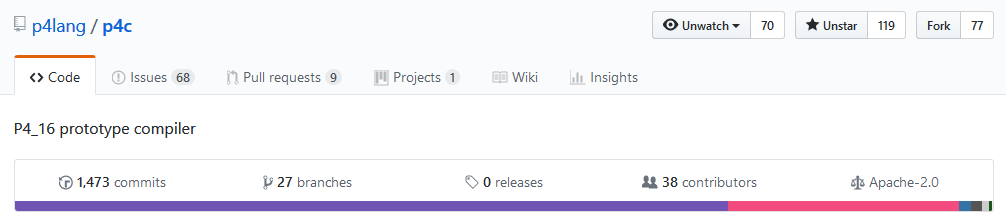 p4lang / p4c
Unwatch 70 Unstar 119 Fork 77
Code Issues 68 Pull requests 9 Projects 1 Wiki Insights
P4_16 prototype compiler
1,473 commits 27 branches 0 releases 38 contributors Apache-2.0